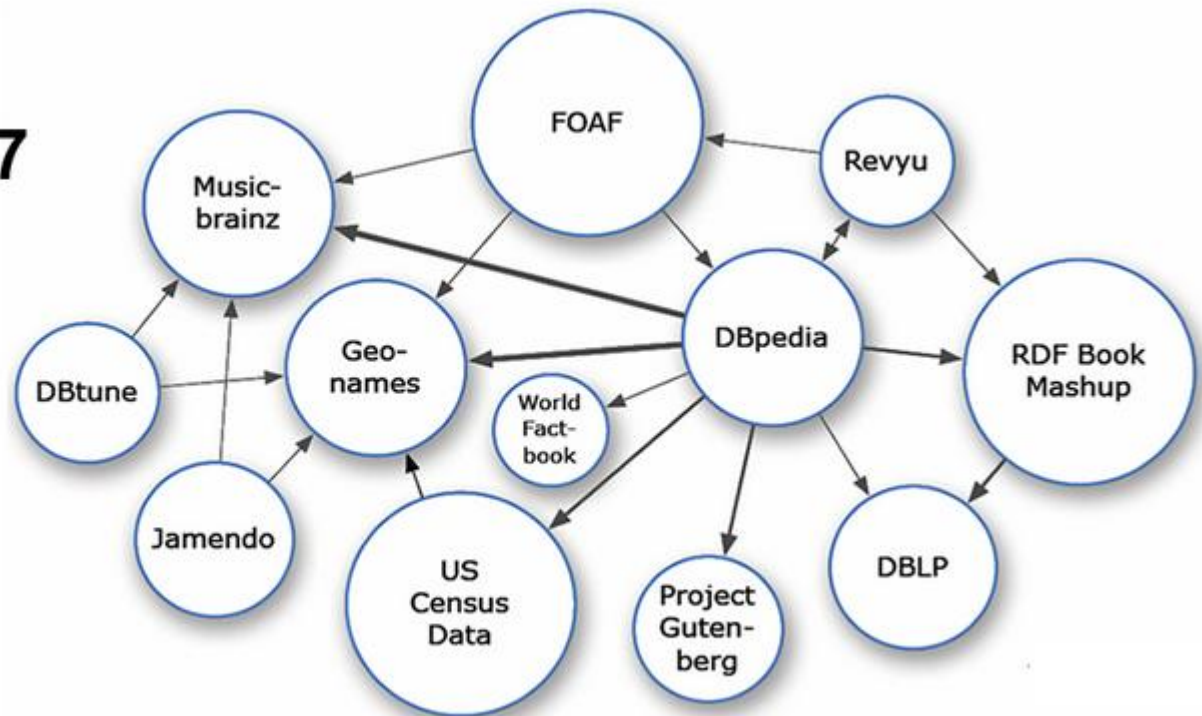 7
FOAF
Revyu
Music-
brainz
DBpedia
Geo-
names
RDF Book
Mashup
DBtune
World
Fact-
book
Jamendo
US
Census
Data
DBLP
Project
Guten-
berg